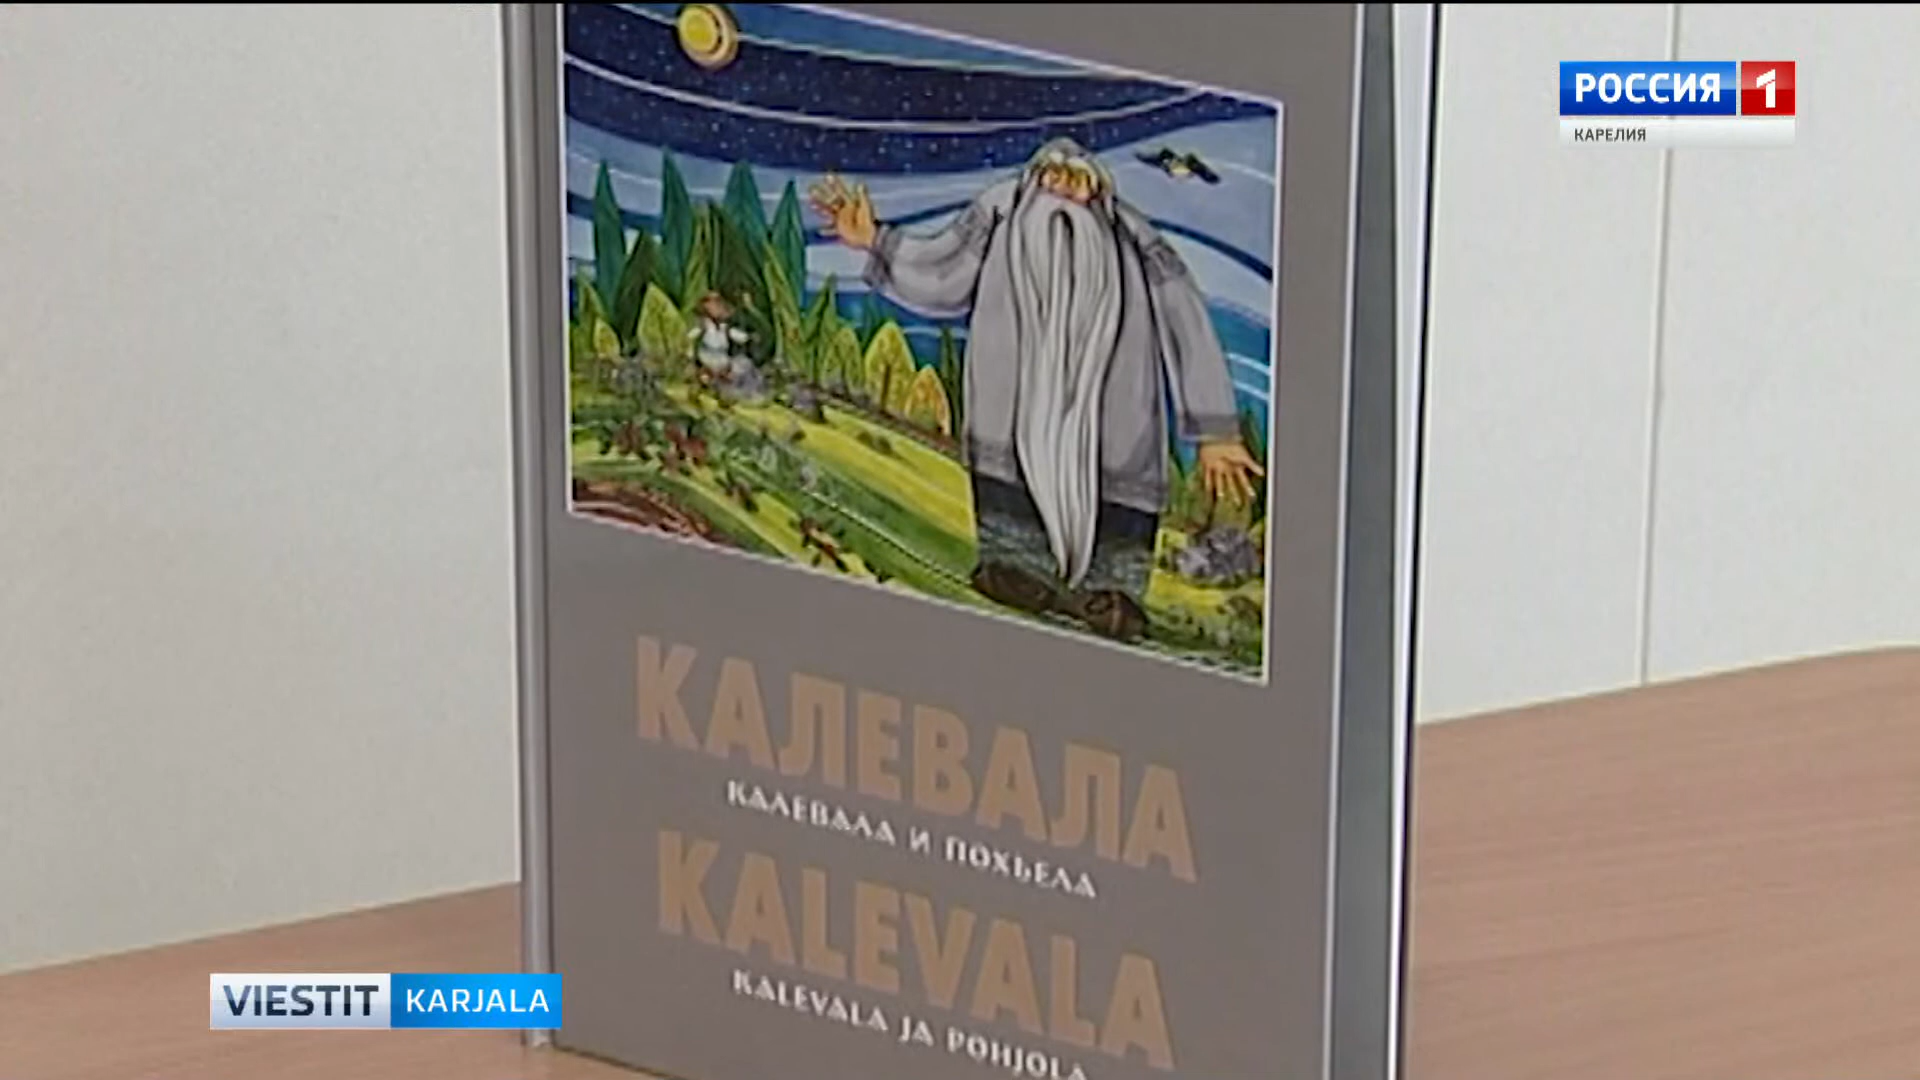 РОССИЯ 1
КАРЕЛИЯ
КАЛЕВАЛА
КАЛЕВАЛА И ПОХЬЕЛА
KALEVALA
KALEVALA JA POHJOLA
VIESTIT KARJALA